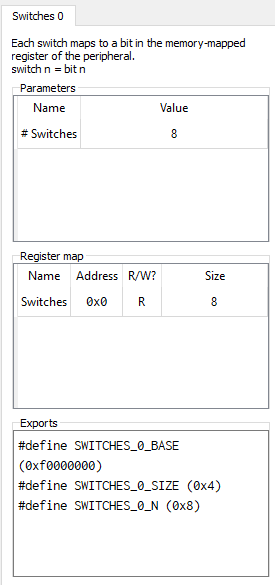 Switches 0
Each switch maps to a bit in the memory-mapped
register of the peripheral.
switch n = bit n
Parameters
Name Value
# Switches 8
Register map
Name Address R/W? Size
Switches 0x0 R 8
Exports
#define SWITCHES_0_BASE
(0xf0000000)
#define SWITCHES_0_SIZE (0x4)
#define SWITCHES_0_N (0x8)